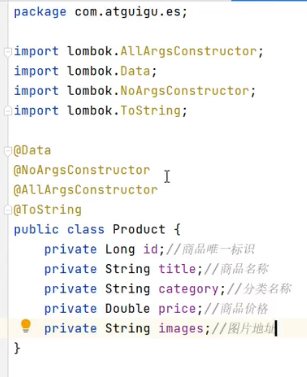 package com.atguigu.es;
import lombok.AllArgsConstructor;
import lombok.Data;
import lombok.NoArgsConstructor;
import lombok.ToString;
@Data
@NoArgsConstructor
@AllArgsConstructor
@ToString
public class Product {
private Long id;//商品唯一标识
private String title;//商品名称
private String category;//分类名称
private Double price;//商品价格
private String images;//图片地址
}